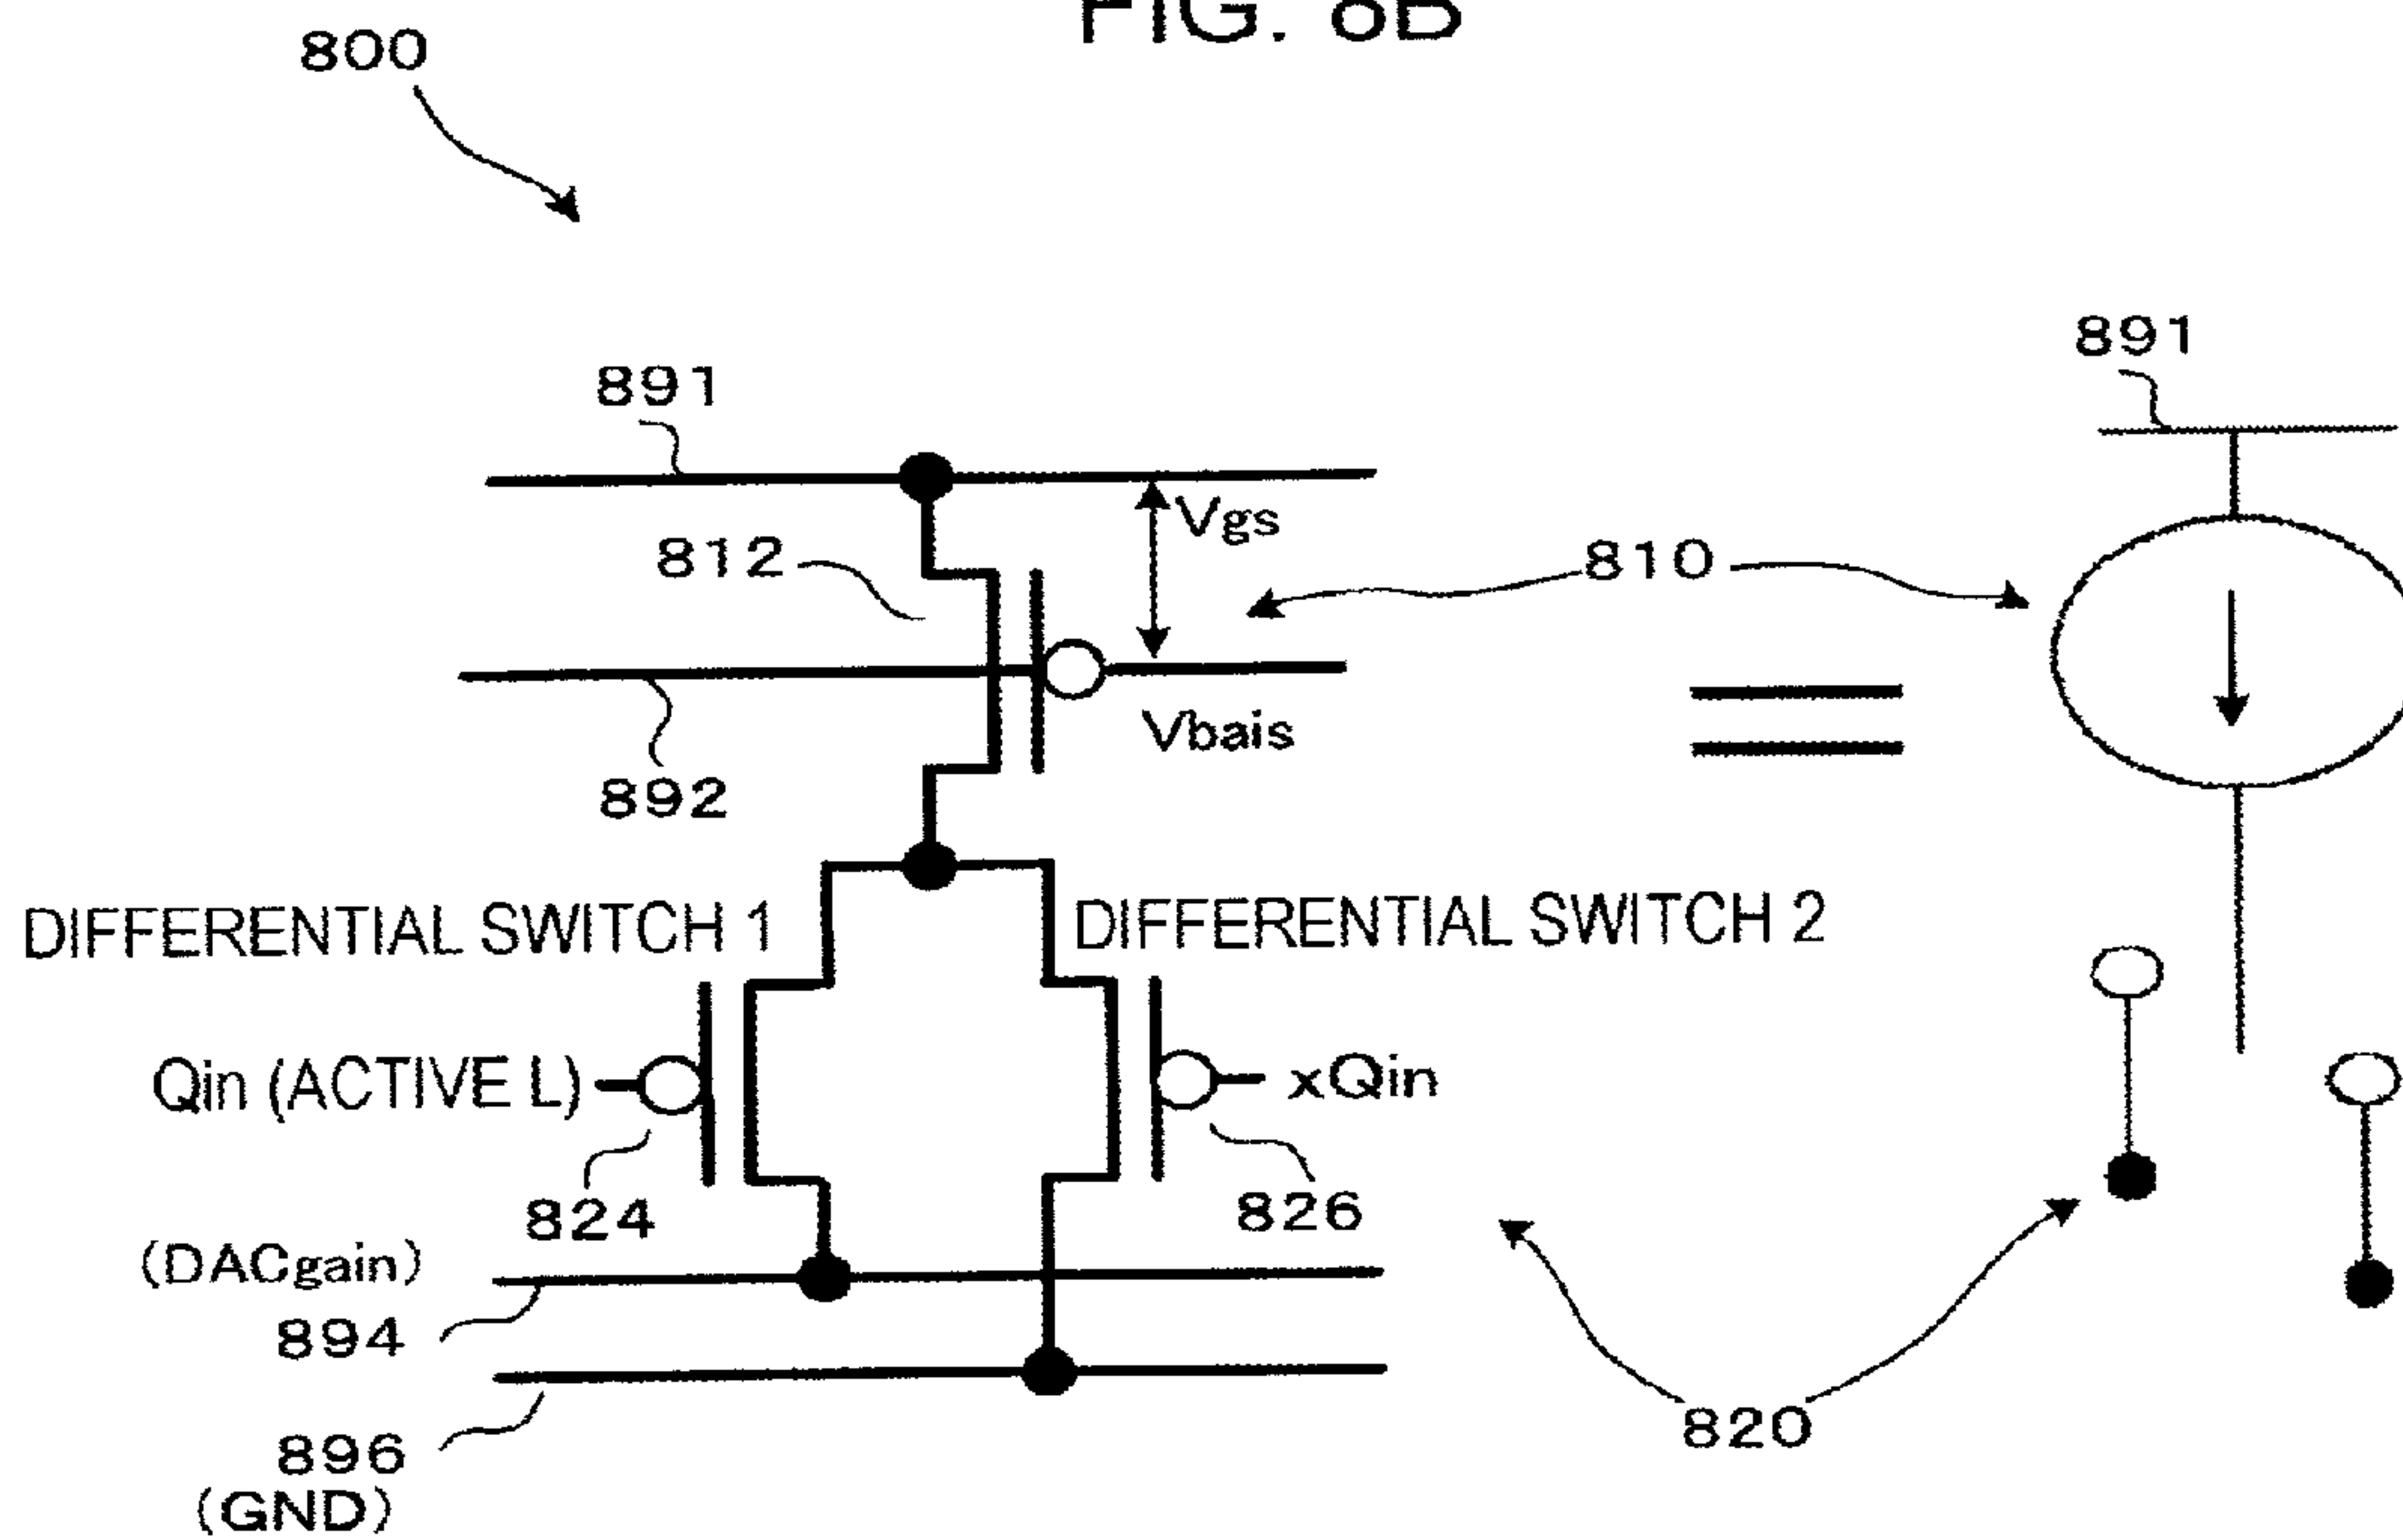 FIG. 8B
800
891
891
Vgs
812
810
Vbais
892
DIFFERENTIAL SWITCH 1
DIFFERENTIAL SWITCH 2
Qin (ACTIVE L)
xQin
824
826
(DACgain)
894
820
896
(GND)